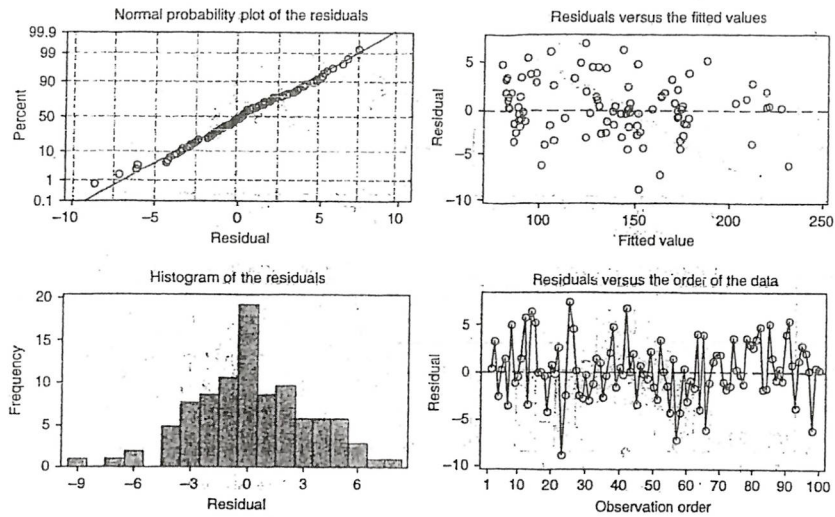 Normal probability plot of the residuals
99.9
99
90
50
10
1
0.1
Percent
−10 −5 0 5 10
Residual
Residuals versus the fitted values
5
0
−5
−10
Residual
100 150 200 250
Fitted value
Histogram of the residuals
20
15
10
5
0
Frequency
−9 −6 −3 0 3 6
Residual
Residuals versus the order of the data
5
0
−5
−10
Residual
1 10 20 30 40 50 60 70 80 90 100
Observation order